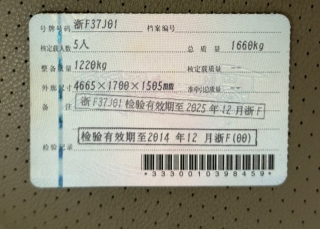 号牌号码 浙F37J01 档案编号
核定载人数 5人 总质量 1660kg
整备质量 1220kg 核定载质量 --
外廓尺寸 4665×1700×1505mm 准牵引总质量 --
备注 浙F37J01 检验有效期至2025年12月浙F
检验有效期至2014年12月浙F(00)
检验记录
*3330010398459*